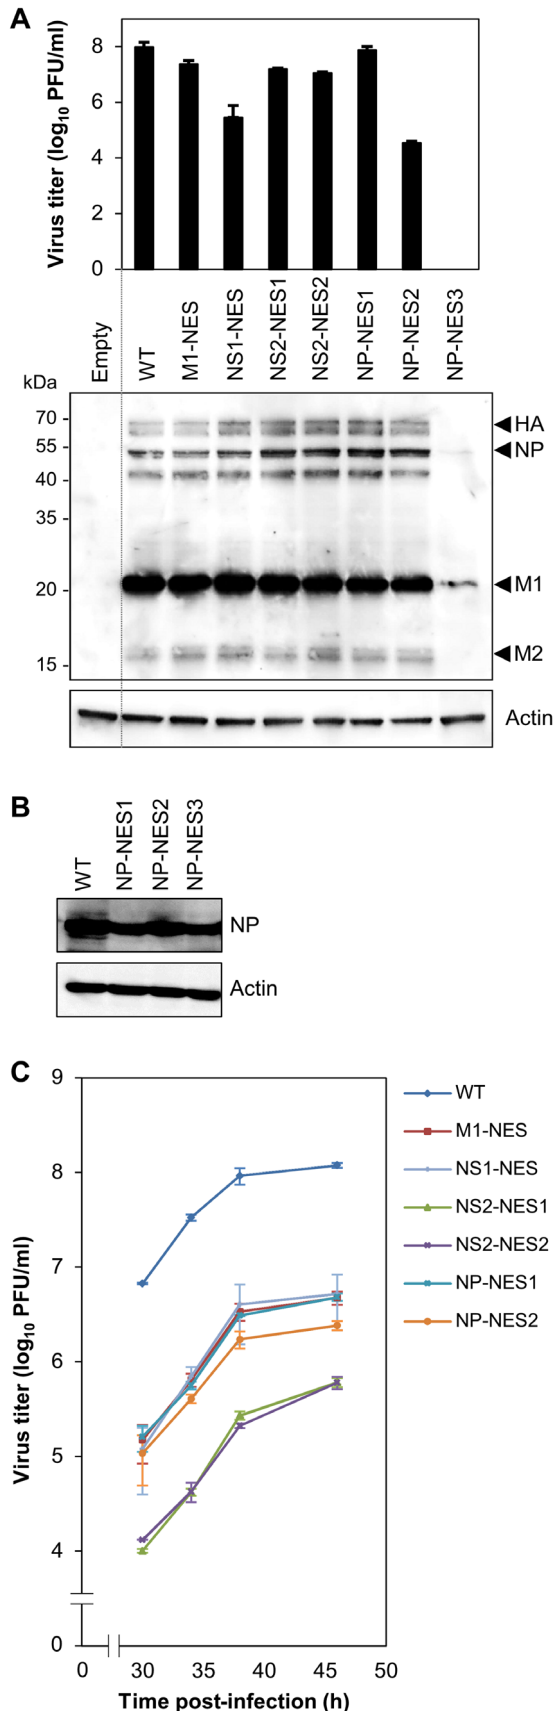 A
Virus titer (log10 PFU/ml)
8
6
4
2
0
Empty
WT
M1-NES
NS1-NES
NS2-NES1
NS2-NES2
NP-NES1
NP-NES2
NP-NES3
kDa
70
55
40
35
20
15
HA
NP
M1
M2
Actin
B
WT
NP-NES1
NP-NES2
NP-NES3
NP
Actin
C
Virus titer (log10 PFU/ml)
9
8
7
6
5
4
0
0 30 35 40 45 50
Time post-infection (h)
WT
M1-NES
NS1-NES
NS2-NES1
NS2-NES2
NP-NES1
NP-NES2